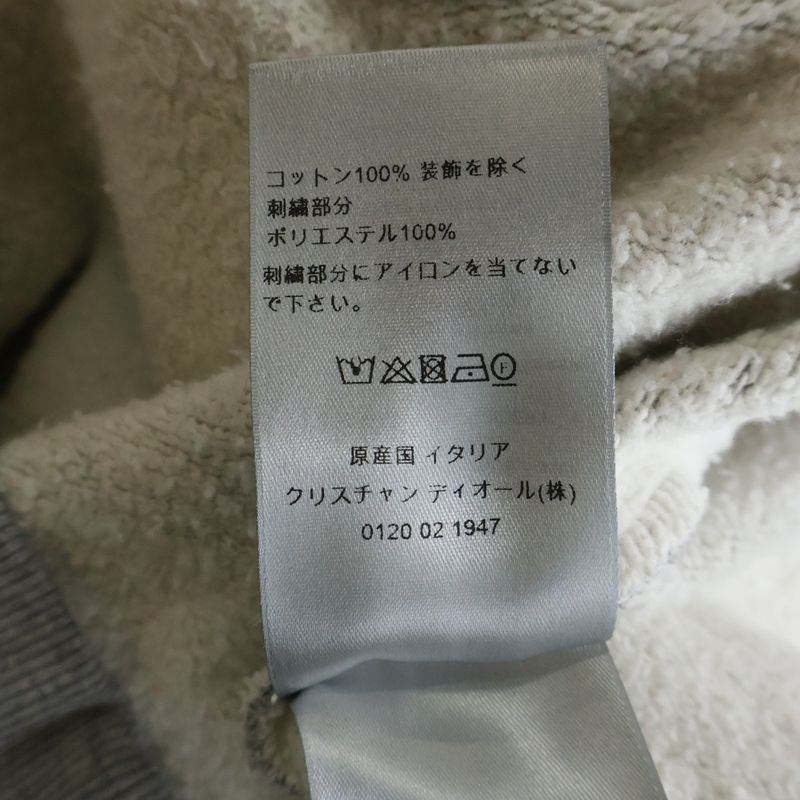 コットン100% 装飾を除く
刺繍部分
ポリエステル100%
刺繍部分にアイロンを当てない
で下さい。
F
原産国 イタリア
クリスチャン ディオール(株)
0120 02 1947